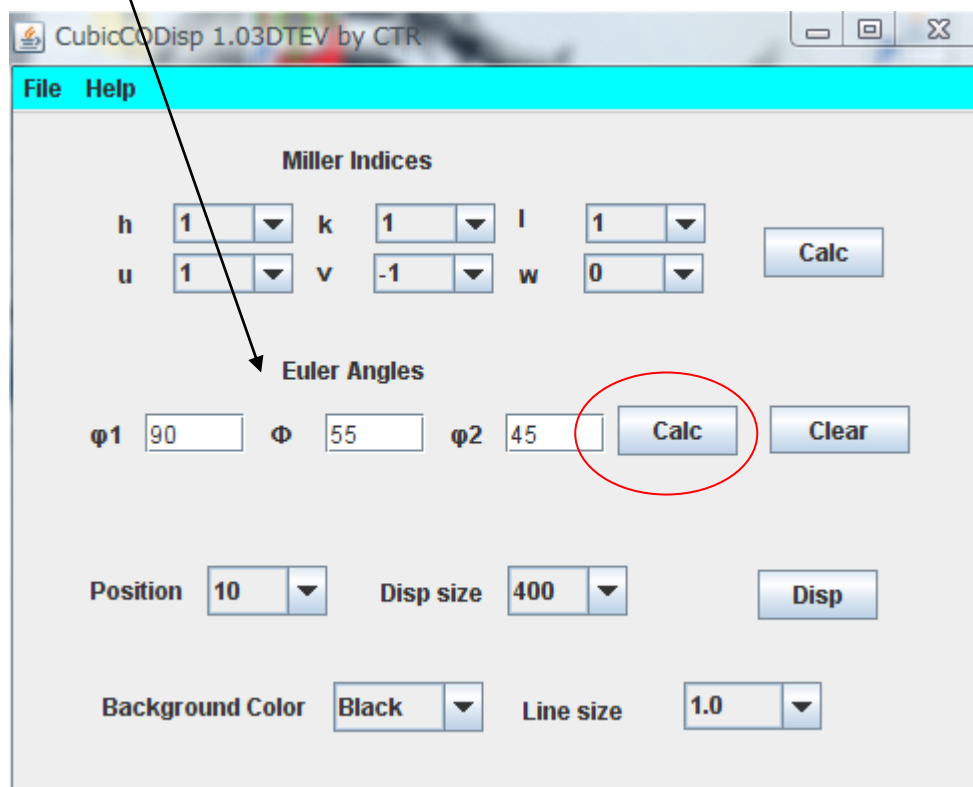 CubicCODisp 1.03DTEV by CTR
File Help
Miller Indices
h 1 k 1 l 1
Calc
u 1 v -1 w 0
Euler Angles
φ1 90 Φ 55 φ2 45 Calc Clear
Position 10 Disp size 400 Disp
Background Color Black Line size 1.0